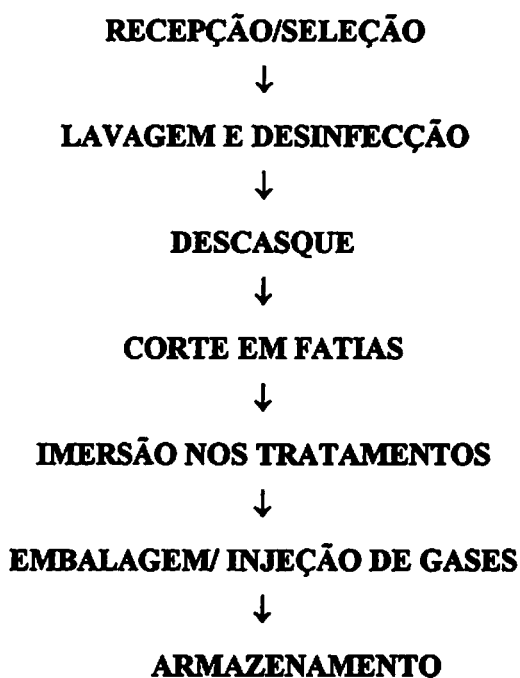 RECEPÇÃO/SELEÇÃO
↓
LAVAGEM E DESINFECÇÃO
↓
DESCASQUE
↓
CORTE EM FATIAS
↓
IMERSÃO NOS TRATAMENTOS
↓
EMBALAGEM/ INJEÇÃO DE GASES
↓
ARMAZENAMENTO